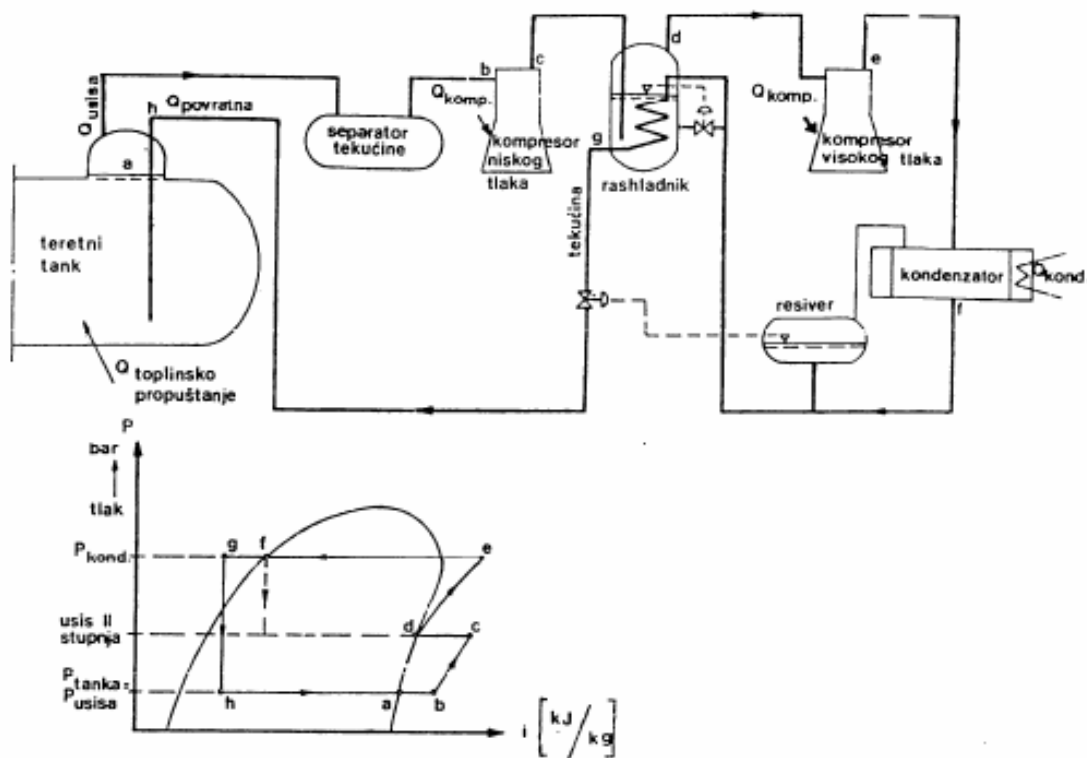 d
e
c
b
Q usisa
h
Q povratna
Q komp.
Q komp.
separator
tekućine
kompresor
niskog
tlaka
kompresor
visokog tlaka
g
rashladnik
a
teretni
tank
tekućina
kondenzator
Q kond
resiver
f
Q toplinsko
propuštanje
P
bar
tlak
P kond.
g
f
e
usis II
stupnja
d
c
P tanka=
P usisa
h
a
b
i [kJ/kg]